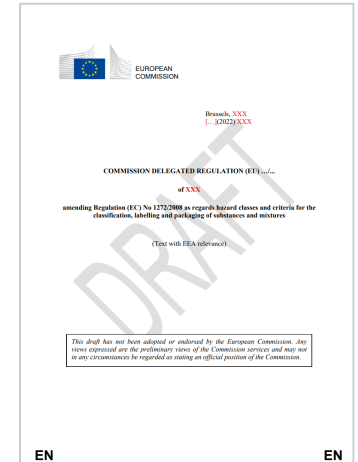 EUROPEAN
COMMISSION
Brussels, XXX
[…](2022) XXX
COMMISSION DELEGATED REGULATION (EU) …/...
of XXX
amending Regulation (EC) No 1272/2008 as regards hazard classes and criteria for the
classification, labelling and packaging of substances and mixtures
(Text with EEA relevance)
DRAFT
This draft has not been adopted or endorsed by the European Commission. Any
views expressed are the preliminary views of the Commission services and may not
in any circumstances be regarded as stating an official position of the Commission.
EN
EN